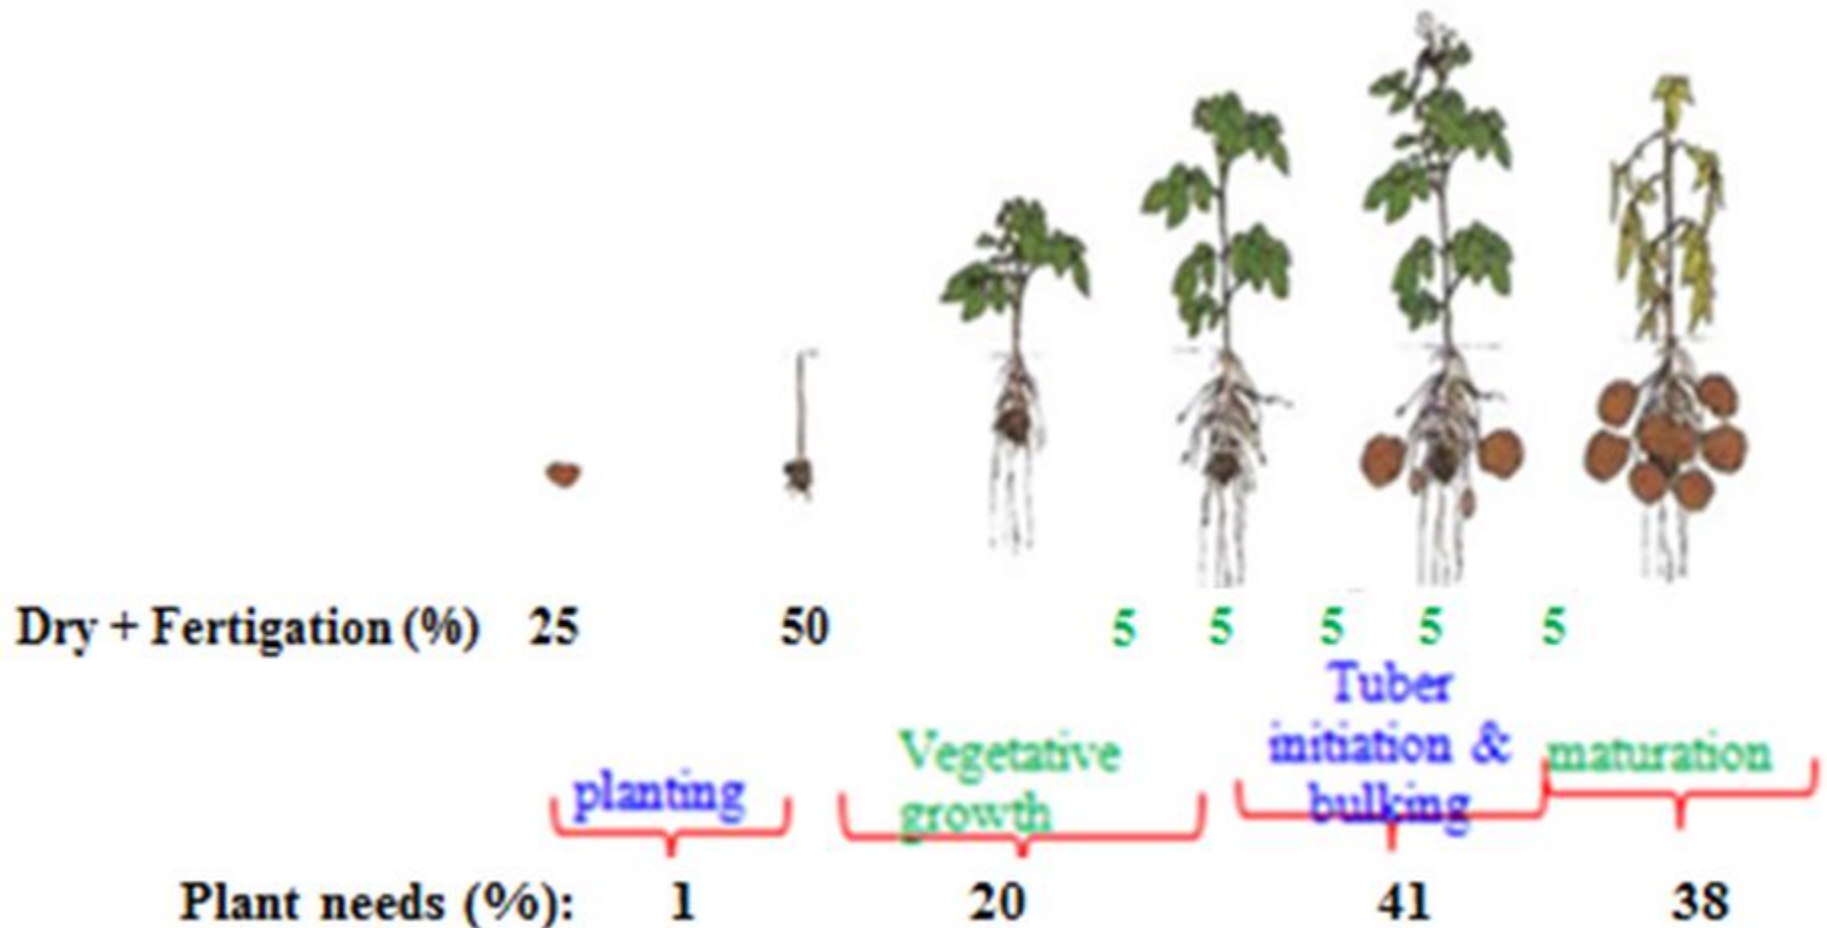 Dry + Fertigation (%) 25 50 5 5 5 5 5
planting
Vegetative
growth
Tuber
initiation &
bulking
maturation
Plant needs (%): 1 20 41 38